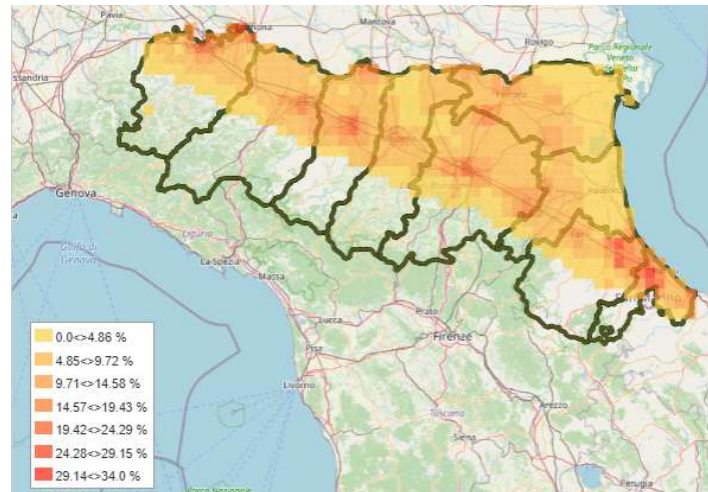 Pavia
Mantova
Rovigo
Parco Regionale
Veneto
Genova
Golfo di
Genova
Liguria
La Spezia
Massa
Lucca
Prato
Firenze
Pisa
Livorno
Toscana
Arezzo
Siena
Perugia
0.0<>4.86 %
4.85<>9.72 %
9.71<>14.58 %
14.57<>19.43 %
19.42<>24.29 %
24.28<>29.15 %
29.14<>34.0 %